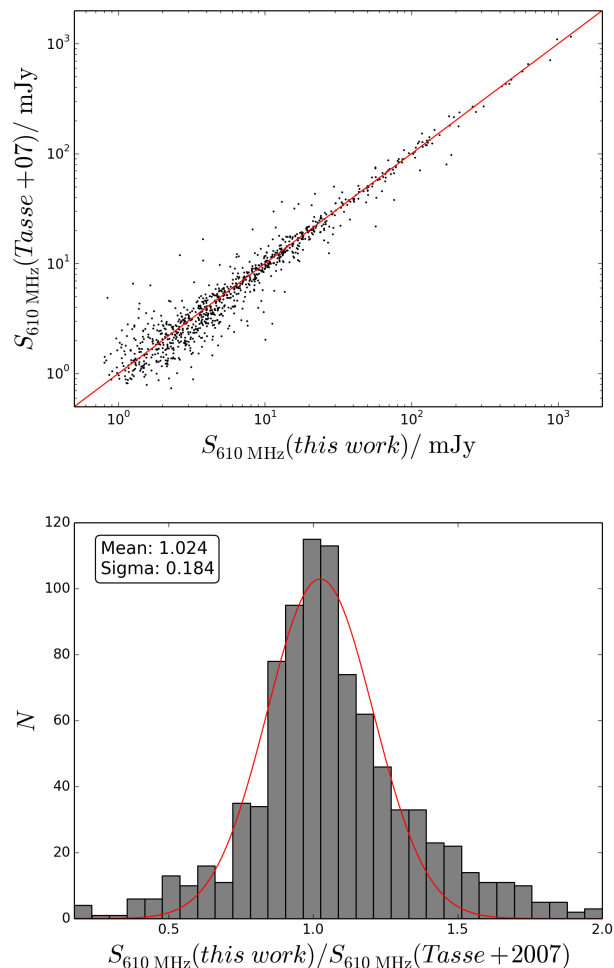 10³
10²
10¹
10⁰
S₆₁₀ MHz(Tasse+07)/ mJy
10⁰ 10¹ 10² 10³
S₆₁₀ MHz(this work)/ mJy
120
100
80
60
40
20
0
N
Mean: 1.024
Sigma: 0.184
0.5 1.0 1.5 2.0
S₆₁₀ MHz(this work)/S₆₁₀ MHz(Tasse+2007)